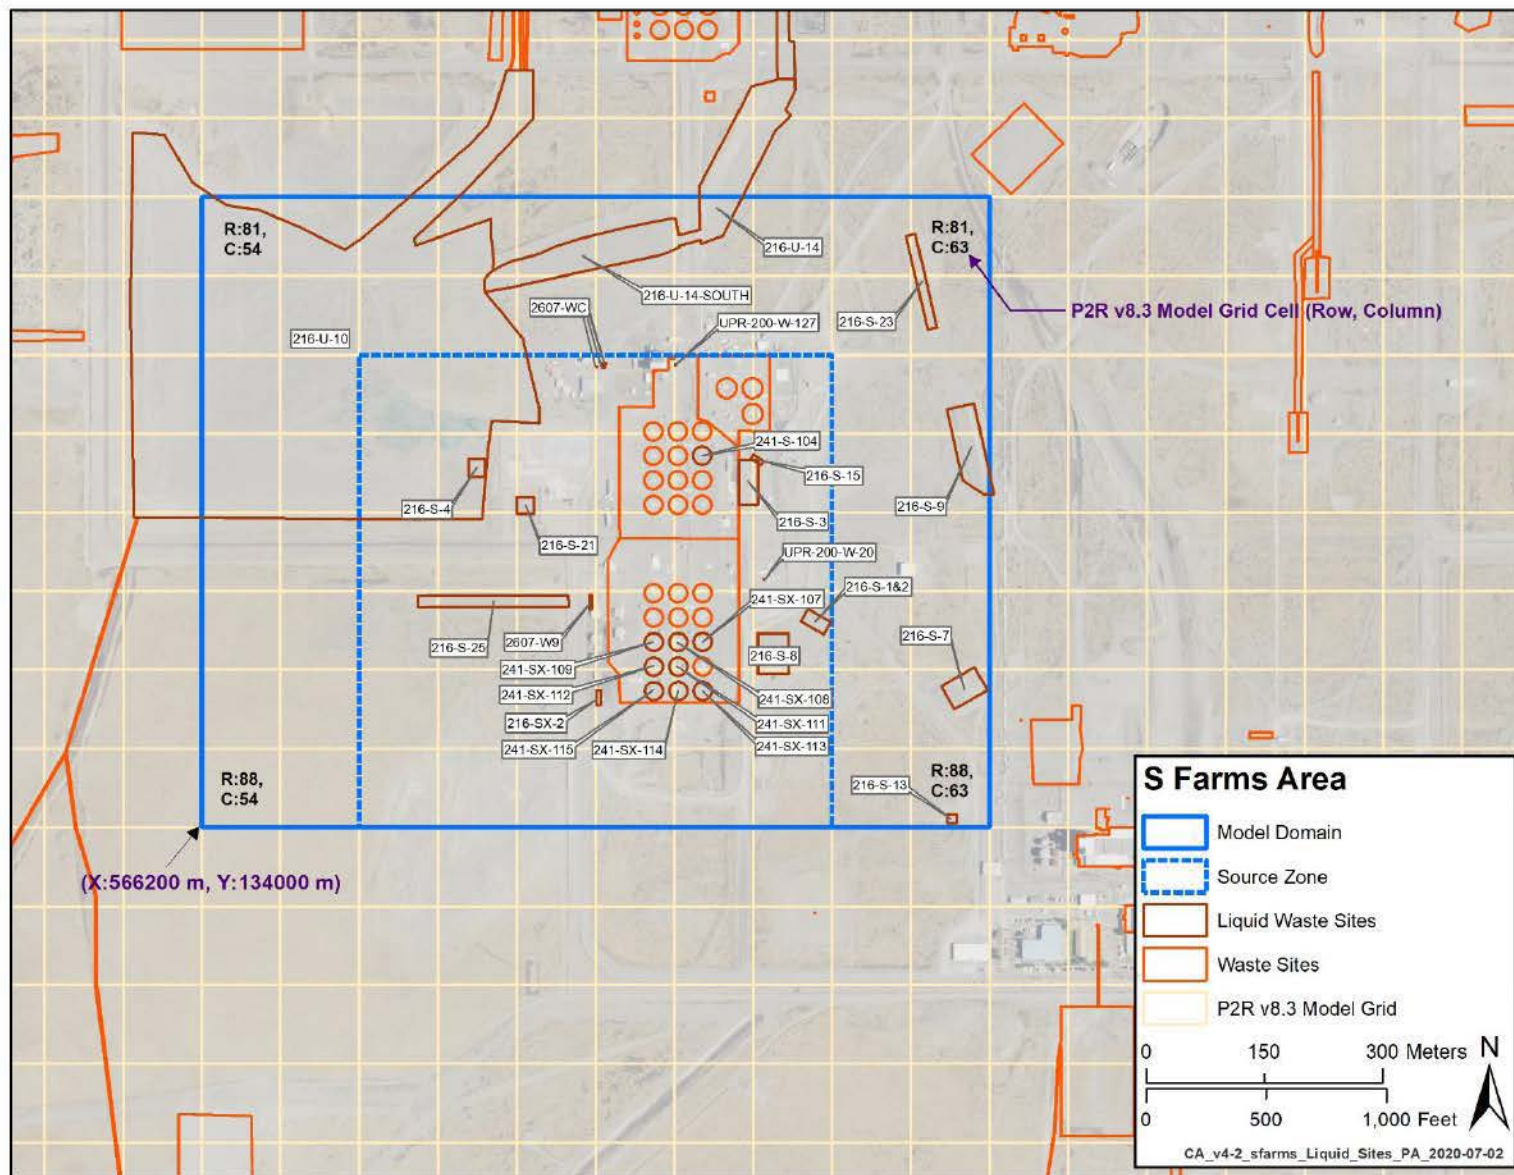 R:81,
C:54
R:81,
C:63
216-U-14
216-U-14-SOUTH
2607-WC
UPR-200-W-127
216-S-23
P2R v8.3 Model Grid Cell (Row, Column)
216-U-10
241-S-104
216-S-15
216-S-4
216-S-3
216-S-9
216-S-21
UPR-200-W-20
216-S-1&2
241-SX-107
216-S-25
2607-W9
216-S-7
216-S-8
241-SX-109
241-SX-112
241-SX-108
216-SX-2
241-SX-111
241-SX-115
241-SX-114
241-SX-113
R:88,
C:54
216-S-13
R:88,
C:63
(X:566200 m, Y:134000 m)
S Farms Area
Model Domain
Source Zone
Liquid Waste Sites
Waste Sites
P2R v8.3 Model Grid
0 150 300 Meters
N
0 500 1,000 Feet
CA_v4-2_sfarms_Liquid_Sites_PA_2020-07-02